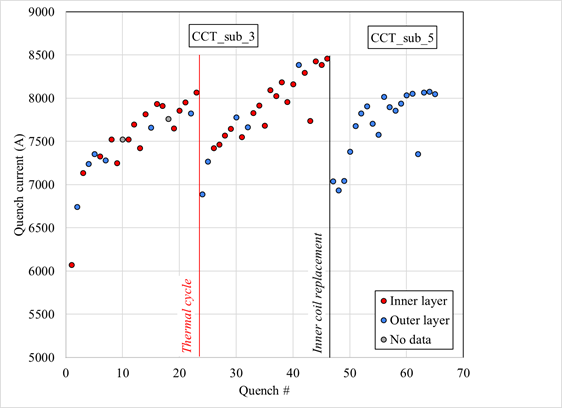 9000
8500
8000
7500
7000
6500
6000
5500
5000
Quench current (A)
CCT_sub_3
CCT_sub_5
Thermal cycle
Inner coil replacement
Inner layer
Outer layer
No data
0 10 20 30 40 50 60 70
Quench #